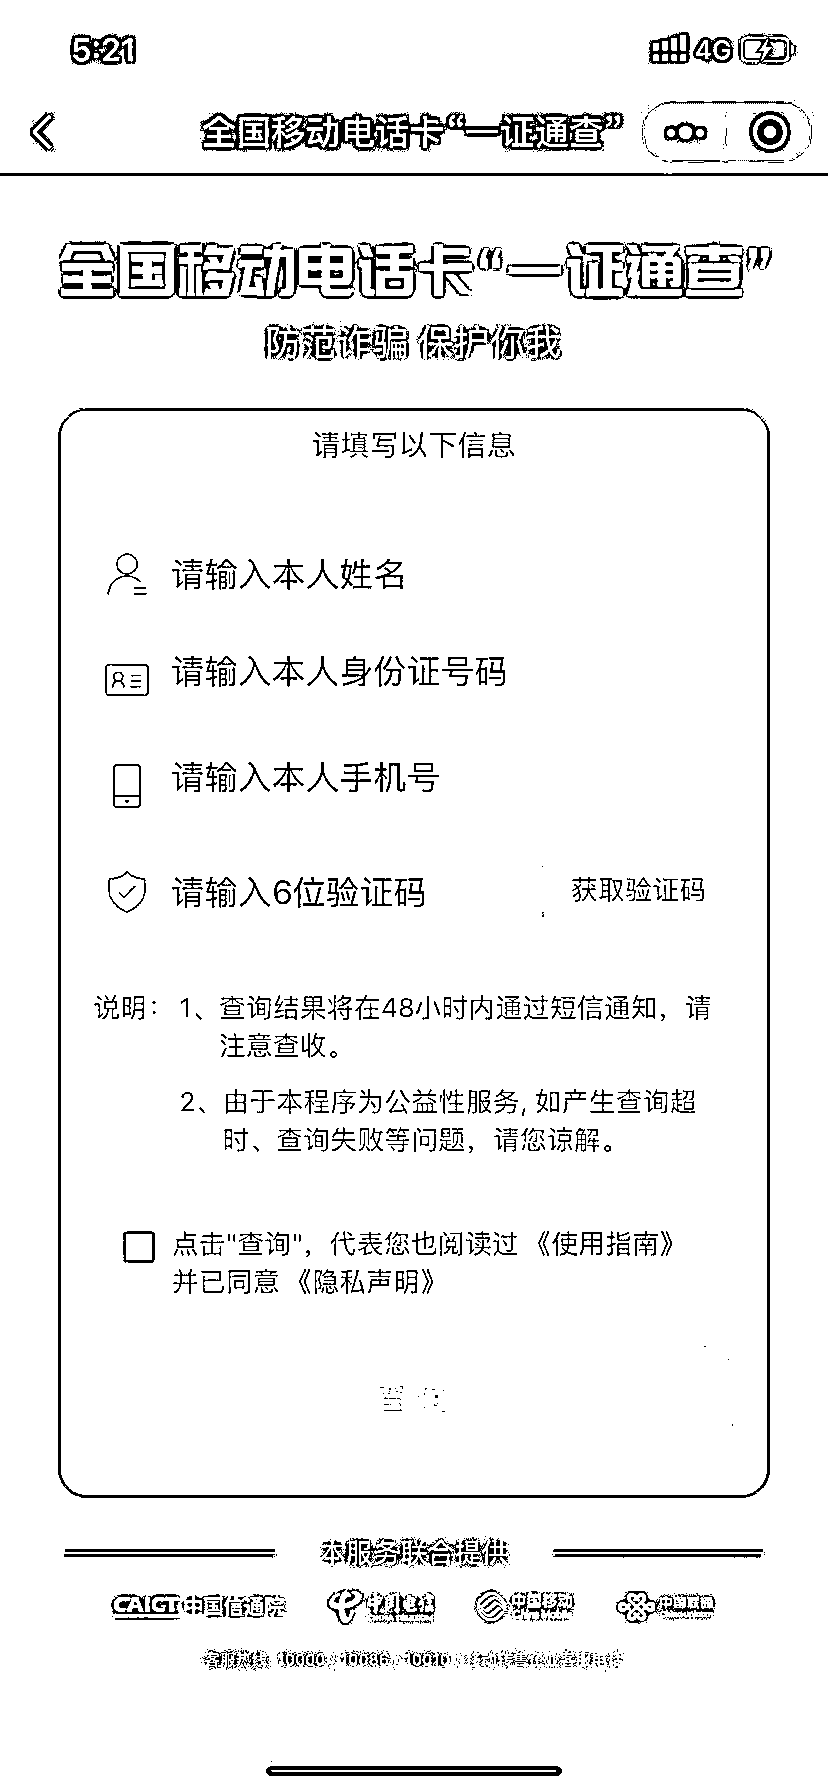 5:21
4G
全国移动电话卡“一证通查”
全国移动电话卡“一证通查”
防范诈骗 保护你我
请填写以下信息
请输入本人姓名
请输入本人身份证号码
请输入本人手机号
请输入6位验证码 获取验证码
说明： 1、查询结果将在48小时内通过短信通知，请
注意查收。
2、由于本程序为公益性服务, 如产生查询超
时、查询失败等问题，请您谅解。
点击"查询"，代表您也阅读过 《使用指南》
并已同意 《隐私声明》
查 询
本服务联合提供
CAICT 中国信通院 中国电信 中国移动 中国联通
客服热线: 10000 / 10086 / 10010